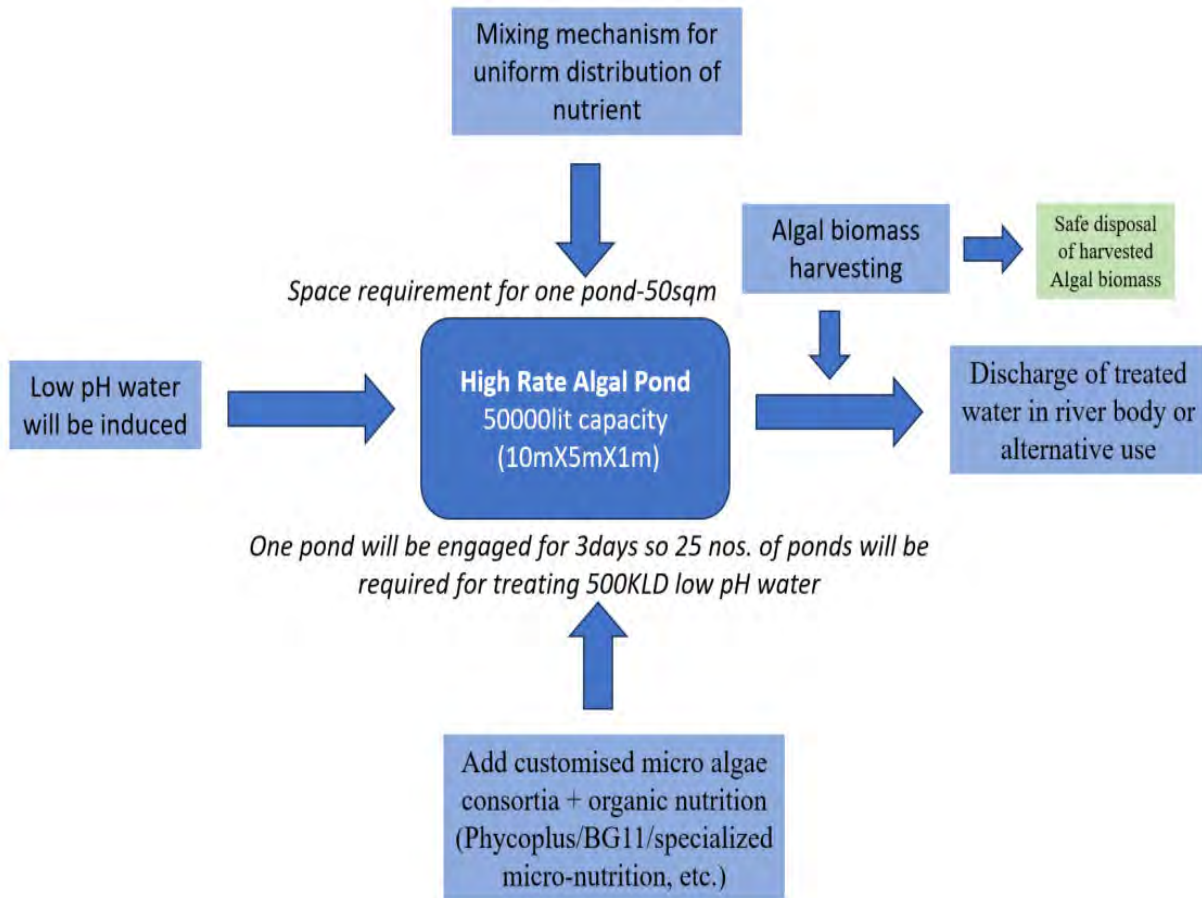 Mixing mechanism for
uniform distribution of
nutrient
Algal biomass
harvesting
Safe disposal
of harvested
Algal biomass
Space requirement for one pond-50sqm
Low pH water
will be induced
High Rate Algal Pond
50000lit capacity
(10mX5mX1m)
Discharge of treated
water in river body or
alternative use
One pond will be engaged for 3days so 25 nos. of ponds will be
required for treating 500KLD low pH water
Add customised micro algae
consortia + organic nutrition
(Phycoplus/BG11/specialized
micro-nutrition, etc.)